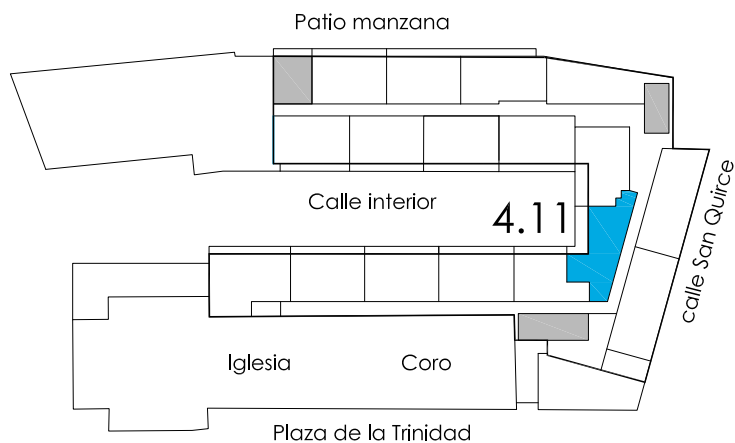 Patio manzana
Calle interior
4.11
calle San Quirce
Iglesia
Coro
Plaza de la Trinidad